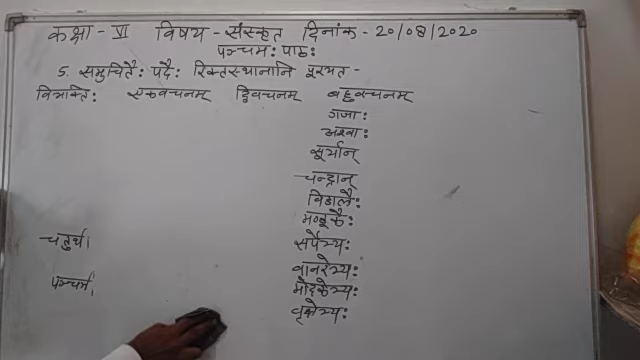 कक्षा - VI विषय - संस्कृत दिनांक - 20/08/2020
पञ्चम: पाठ:
5. समुचितै: पदै: रिक्तस्थानानि पूरयत -
विभक्ति: एकवचनम् द्विवचनम् बहुवचनम्
गजा:
अश्वा:
सूर्यान्
चन्द्रान्
विडालै:
मण्डूकै:
चतुर्थी सर्पेभ्य:
वानरेभ्य:
पञ्चमी मोदकेभ्य:
वृक्षेभ्य: